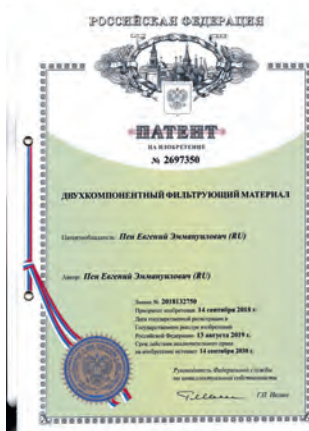 РОССИЙСКАЯ ФЕДЕРАЦИЯ
ПАТЕНТ
НА ИЗОБРЕТЕНИЕ
№ 2697350
ДВУХКОМПОНЕНТНЫЙ ФИЛЬТРУЮЩИЙ МАТЕРИАЛ
Патентообладатель: Пен Евгений Эммануилович (RU)
Автор: Пен Евгений Эммануилович (RU)
Заявка № 2018132750
Приоритет изобретения 14 сентября 2018 г.
Дата государственной регистрации в
Государственном реестре изобретений
Российской Федерации 13 августа 2019 г.
Срок действия исключительного права
на изобретение истекает 14 сентября 2038 г.
Руководитель Федеральной службы
по интеллектуальной собственности
Г.П. Ивлиев